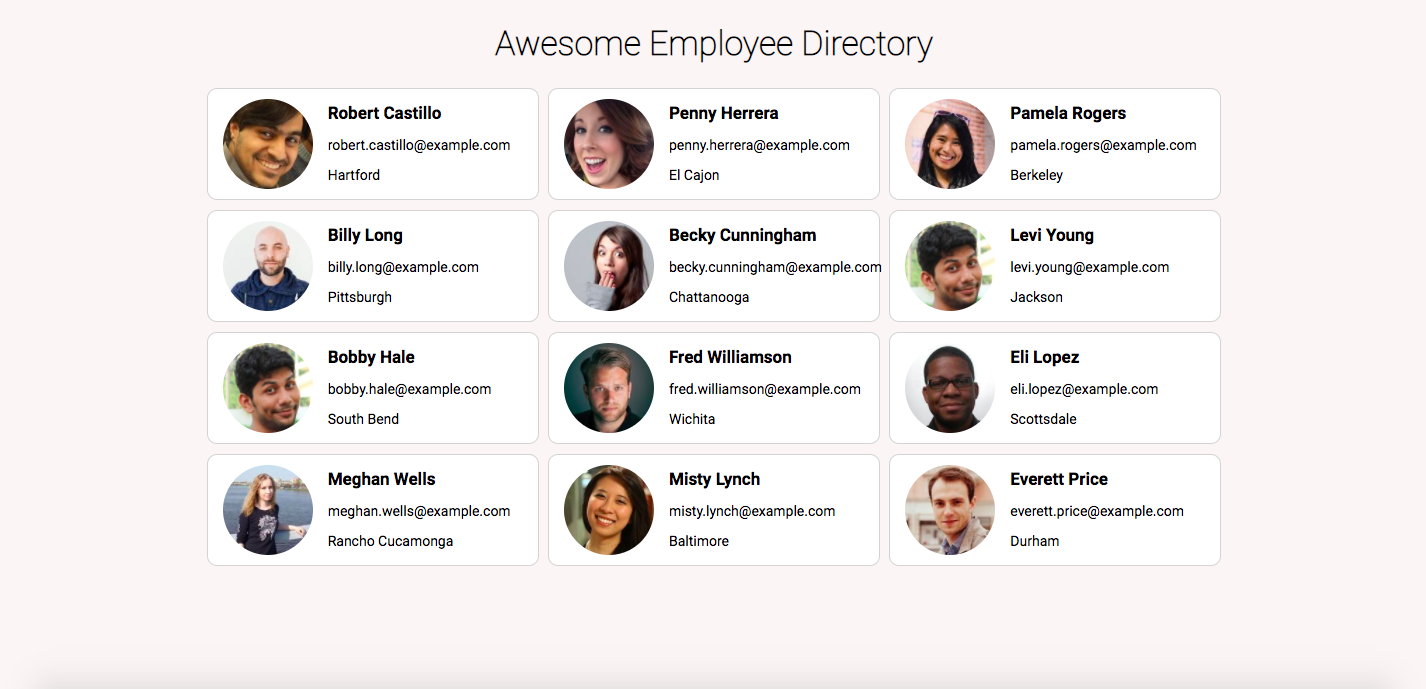 Awesome Employee Directory
Robert Castillo
robert.castillo@example.com
Hartford
Penny Herrera
penny.herrera@example.com
El Cajon
Pamela Rogers
pamela.rogers@example.com
Berkeley
Billy Long
billy.long@example.com
Pittsburgh
Becky Cunningham
becky.cunningham@example.com
Chattanooga
Levi Young
levi.young@example.com
Jackson
Bobby Hale
bobby.hale@example.com
South Bend
Fred Williamson
fred.williamson@example.com
Wichita
Eli Lopez
eli.lopez@example.com
Scottsdale
Meghan Wells
meghan.wells@example.com
Rancho Cucamonga
Misty Lynch
misty.lynch@example.com
Baltimore
Everett Price
everett.price@example.com
Durham